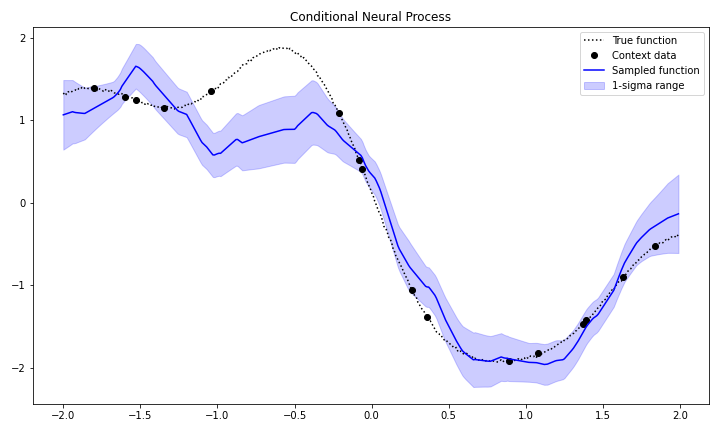 Conditional Neural Process
True function
Context data
Sampled function
1-sigma range
2
1
0
−1
−2
−2.0 −1.5 −1.0 −0.5 0.0 0.5 1.0 1.5 2.0